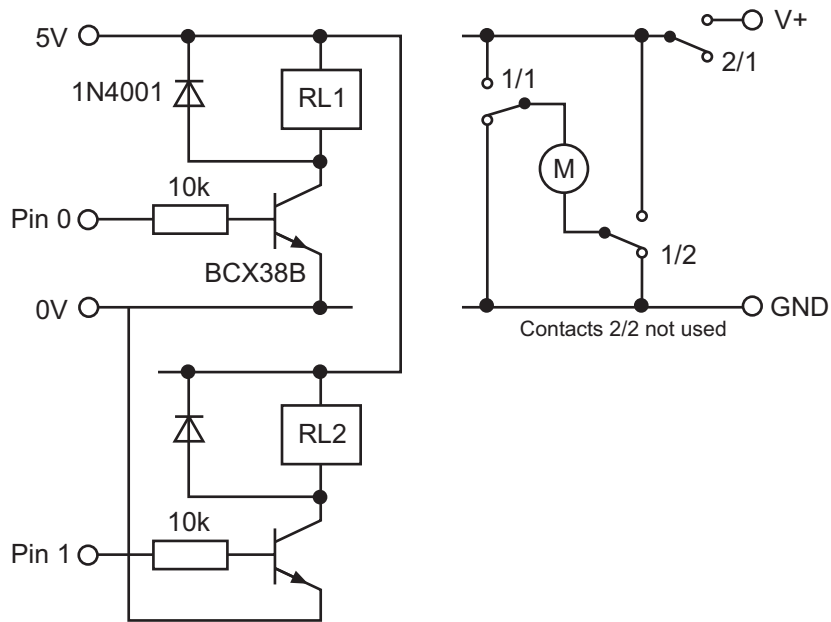 5V
1N4001
RL1
10k
Pin 0
BCX38B
0V
RL2
10k
Pin 1
V+
2/1
1/1
M
1/2
GND
Contacts 2/2 not used